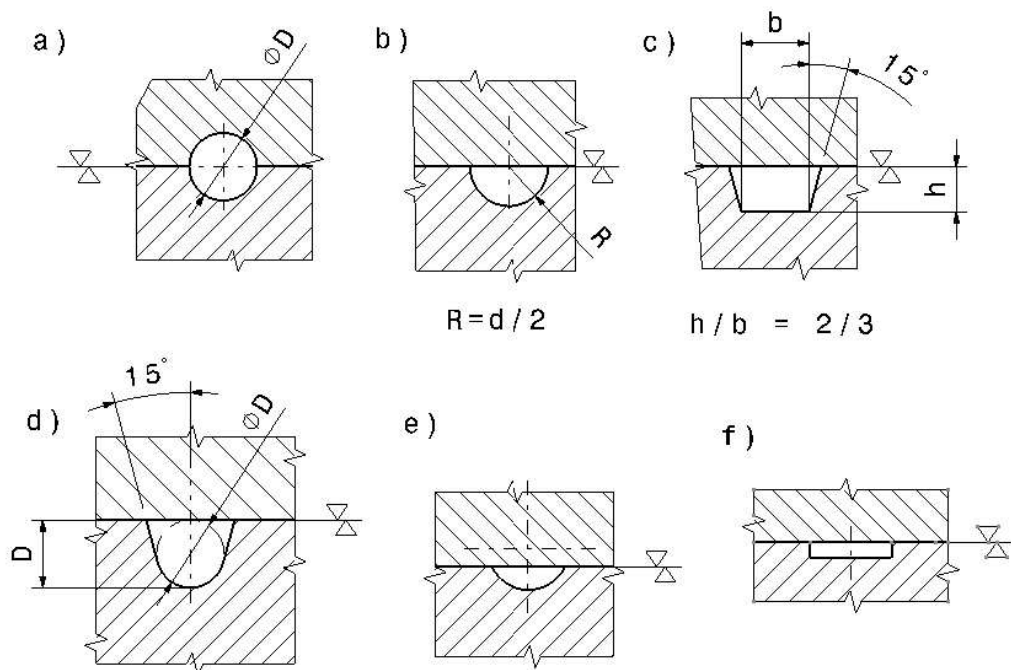 a)
ØD
b)
R
R=d/2
c)
b
15°
h
h/b = 2/3
d)
15°
ØD
D
e)
f)